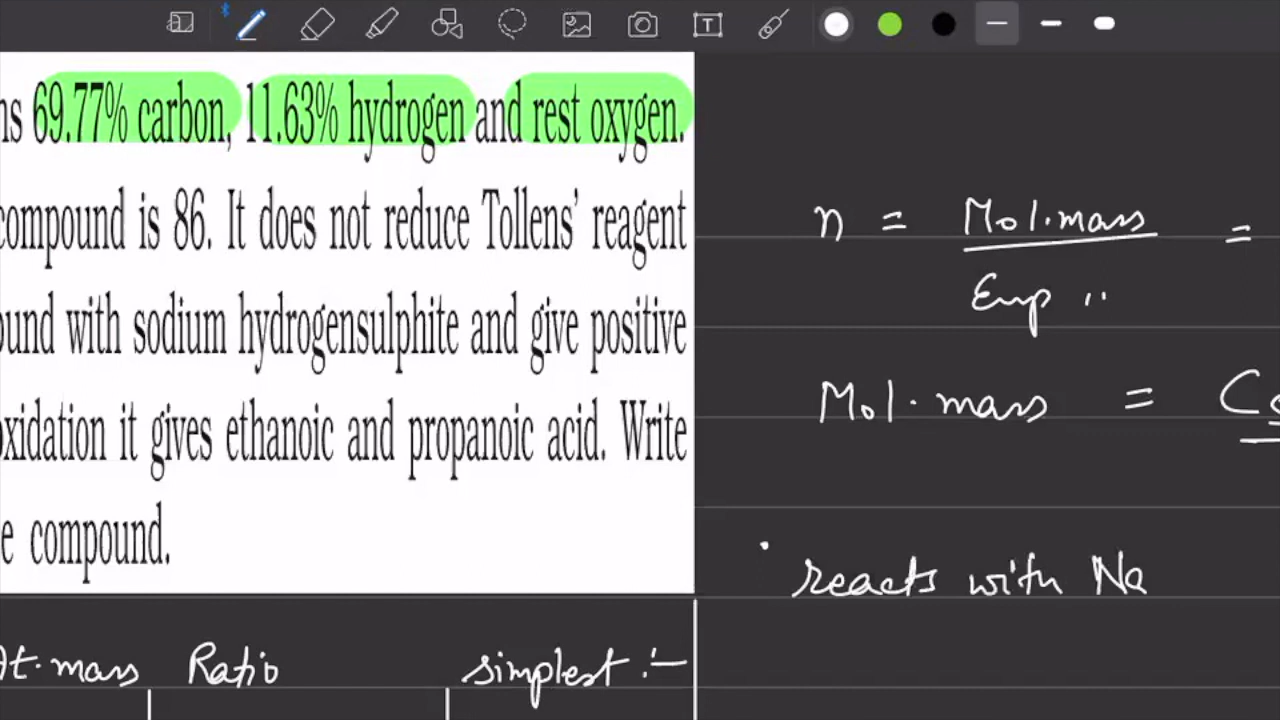 ns 69.77% carbon, 11.63% hydrogen and rest oxygen.
compound is 86. It does not reduce Tollens' reagent
ound with sodium hydrogensulphite and give positive
oxidation it gives ethanoic and propanoic acid. Write
e compound.
n = Mol. mass =
Emp "
Mol. mass = C5
reacts with Na
At. mass Ratio simplest :-